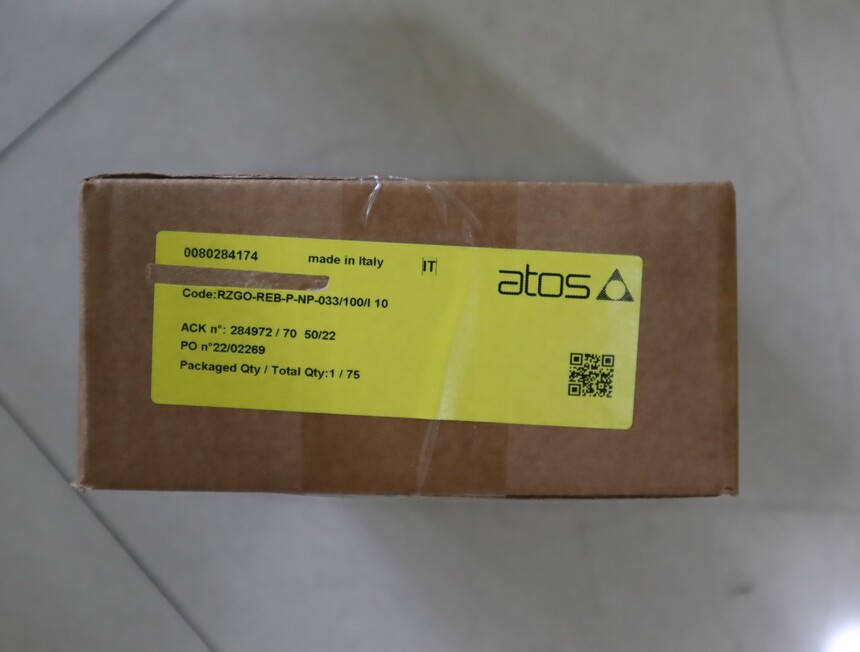 0080284174 made in Italy IT
atos
Code:RZGO-REB-P-NP-033/100/I 10
ACK n°: 284972 / 70 50/22
PO n°22/02269
Packaged Qty / Total Qty:1 / 75